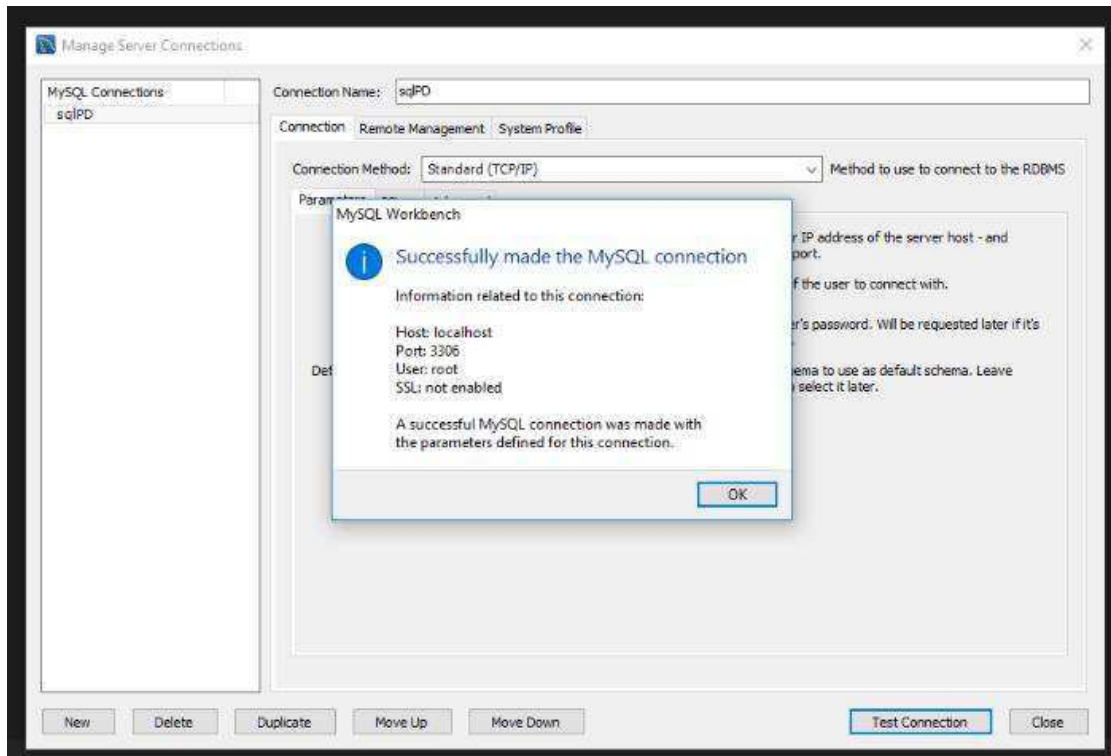 Manage Server Connections
MySQL Connections
sqlPD
Connection Name: sqlPD
Connection Remote Management System Profile
Connection Method: Standard (TCP/IP) Method to use to connect to the RDBMS
MySQL Workbench
Successfully made the MySQL connection
Information related to this connection:
Host: localhost
Port: 3306
User: root
SSL: not enabled
A successful MySQL connection was made with
the parameters defined for this connection.
OK
IP address of the server host - and
port.
the user to connect with.
password. Will be requested later if it's
to use as default schema. Leave
select it later.
New Delete Duplicate Move Up Move Down Test Connection Close